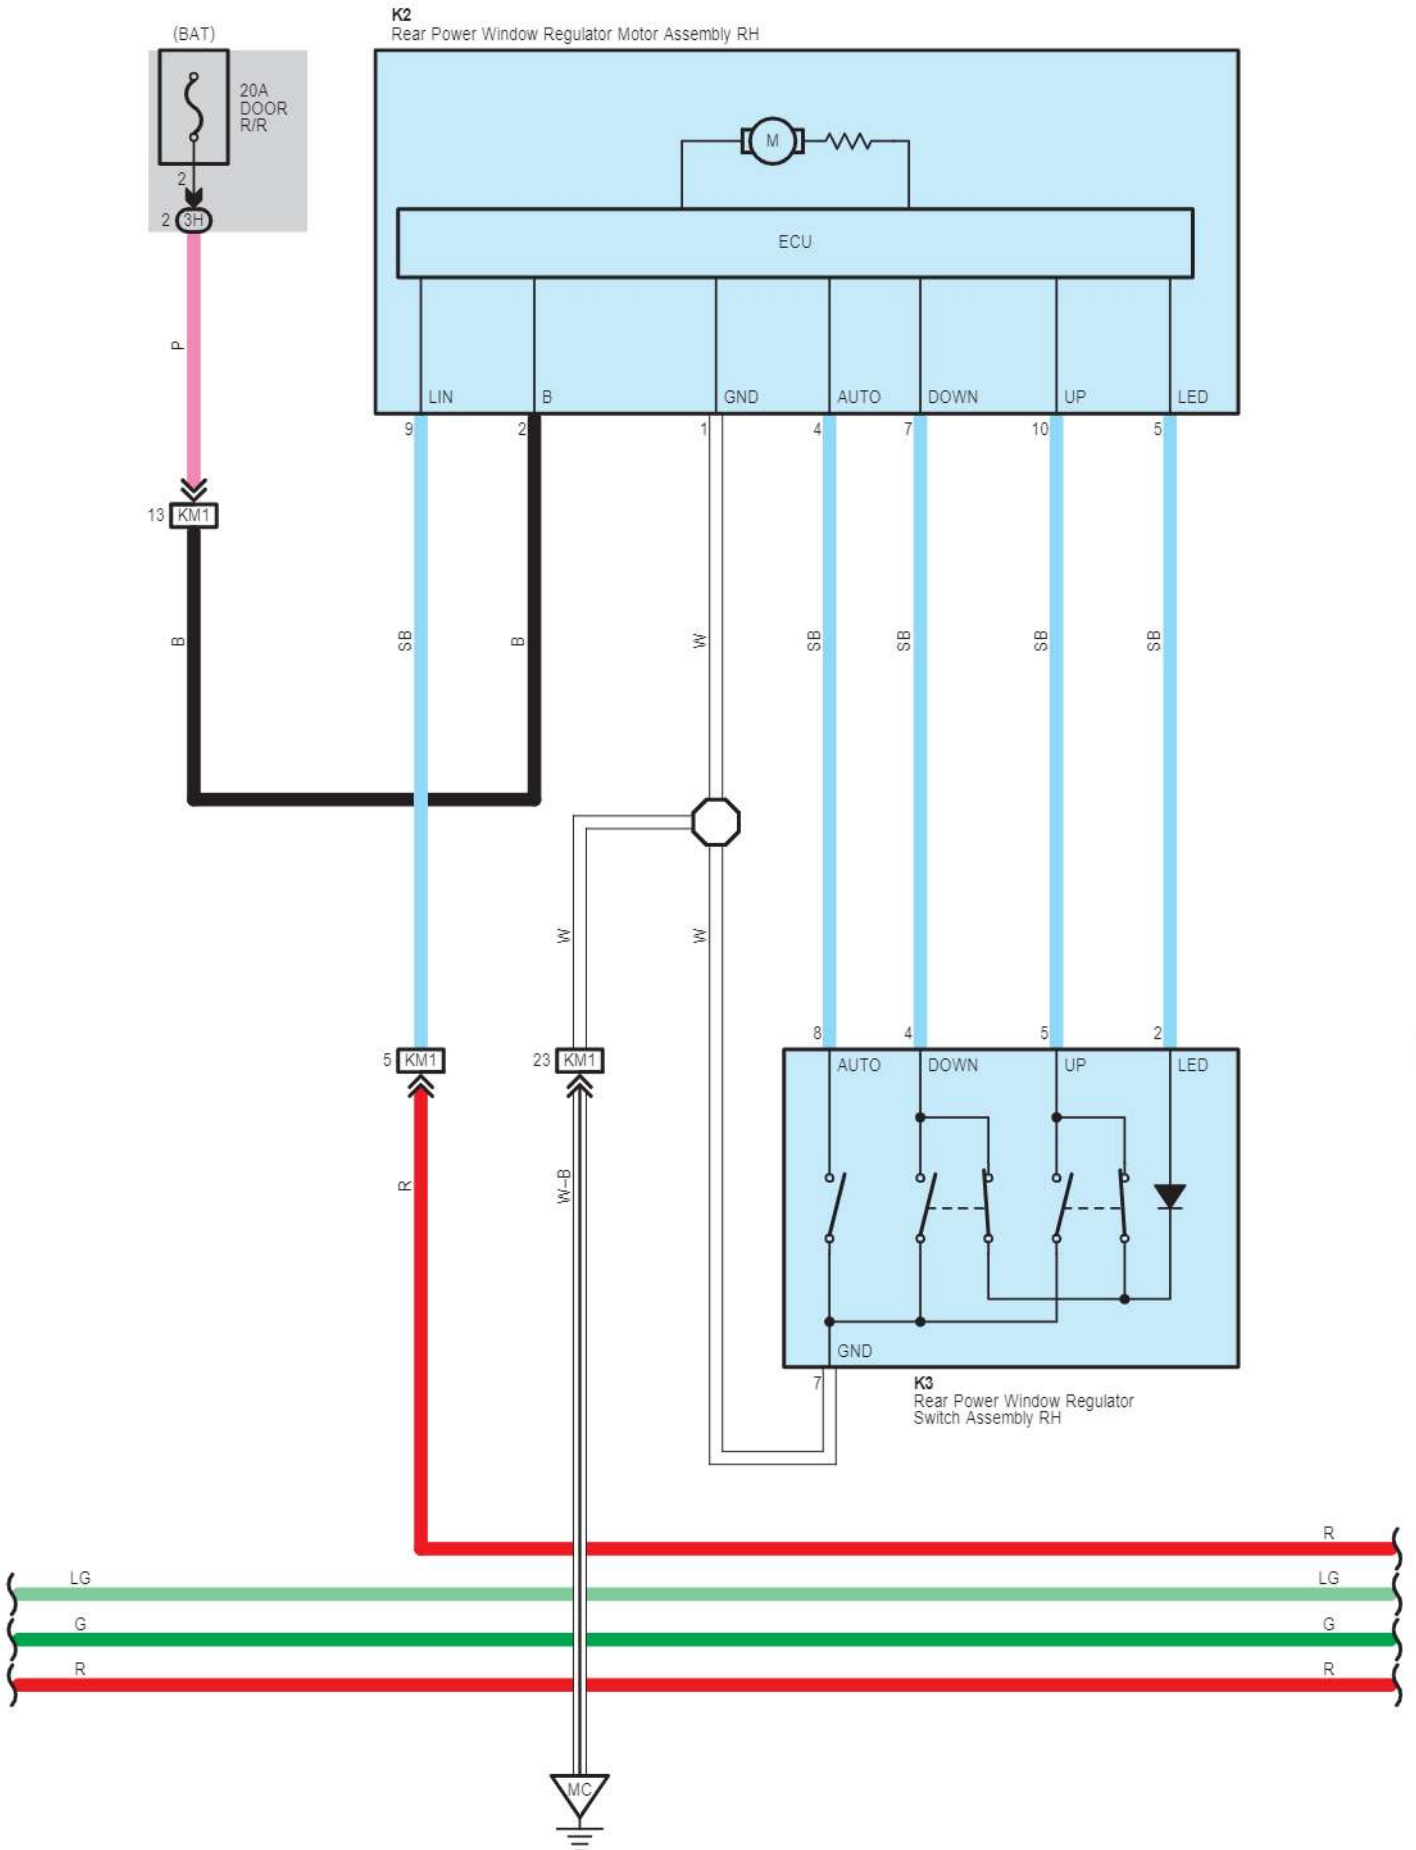 K2
Rear Power Window Regulator Motor Assembly RH
(BAT)
20A
DOOR
R/R
2
2 3H
M
ECU
P
LIN B GND AUTO DOWN UP LED
9 2 1 4 7 10 5
13 KM1
B SB B W SB SB SB SB
W W
8 4 5 2
5 KM1 23 KM1
AUTO DOWN UP LED
R W-B
GND
7
K3
Rear Power Window Regulator
Switch Assembly RH
R
LG LG
G G
R R
MC